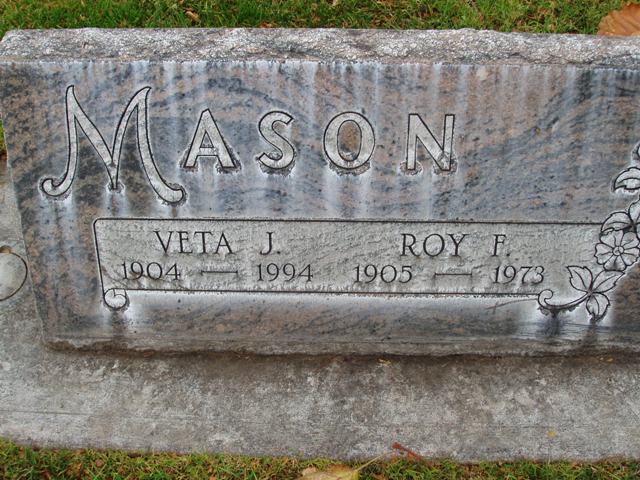 MASON
VETA J. ROY F.
1904 — 1994 1905 — 1973